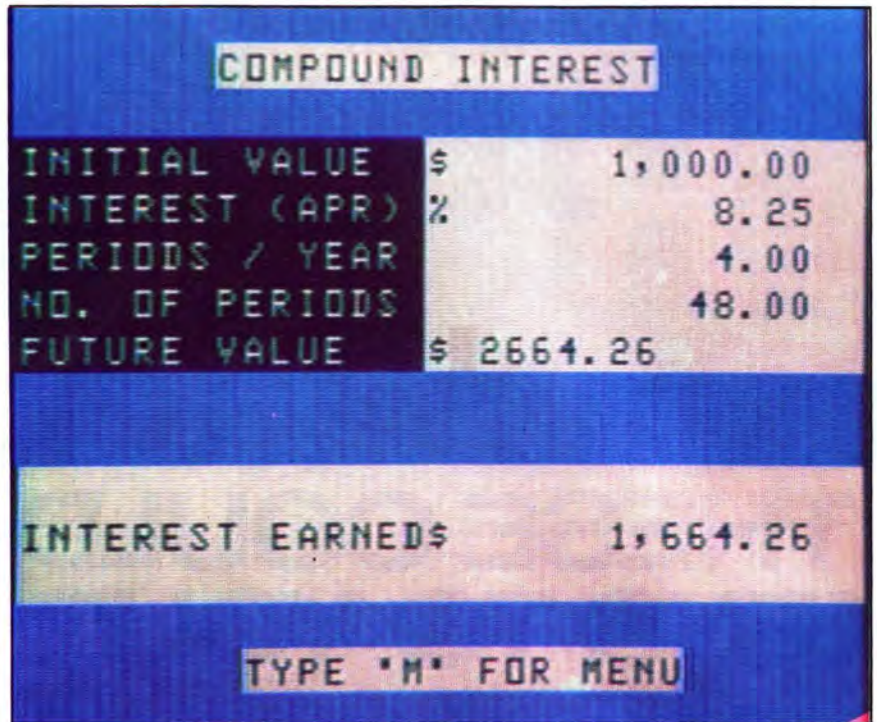 COMPOUND INTEREST
INITIAL VALUE $ 1,000.00
INTEREST (APR) % 8.25
PERIODS / YEAR 4.00
NO. OF PERIODS 48.00
FUTURE VALUE $ 2664.26
INTEREST EARNED$ 1,664.26
TYPE "M" FOR MENU